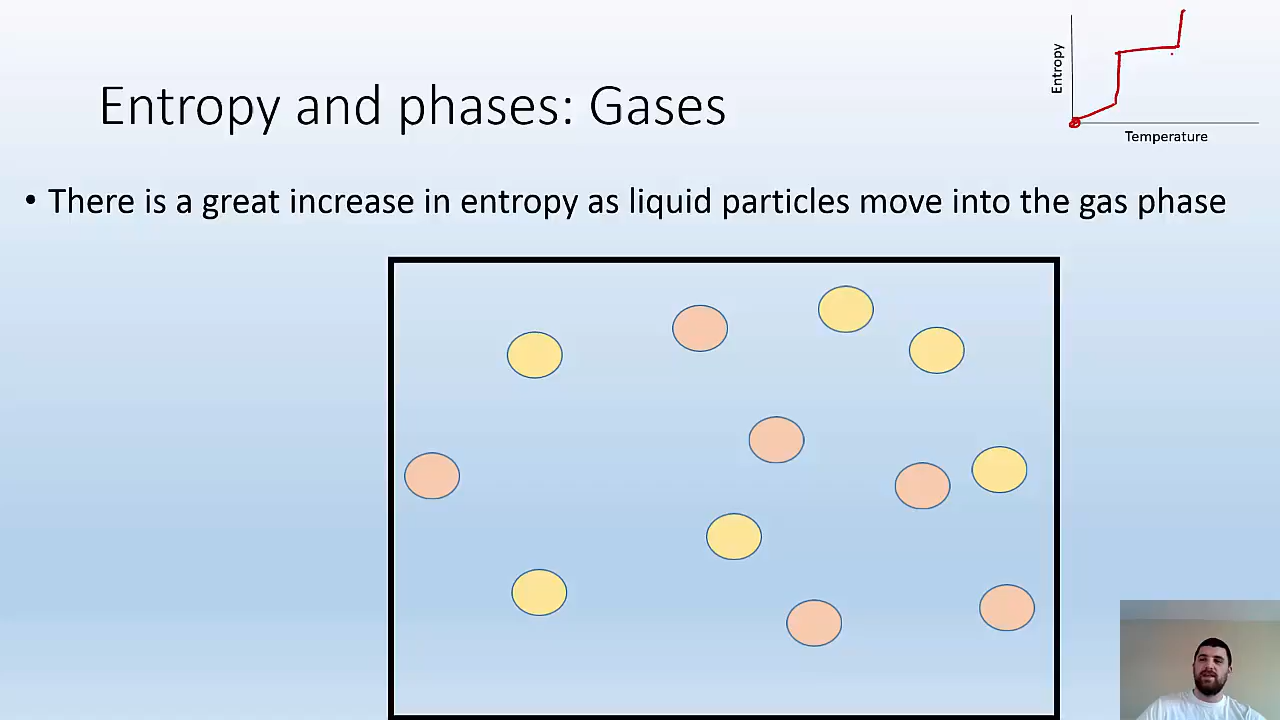 Entropy
Temperature
Entropy and phases: Gases
• There is a great increase in entropy as liquid particles move into the gas phase